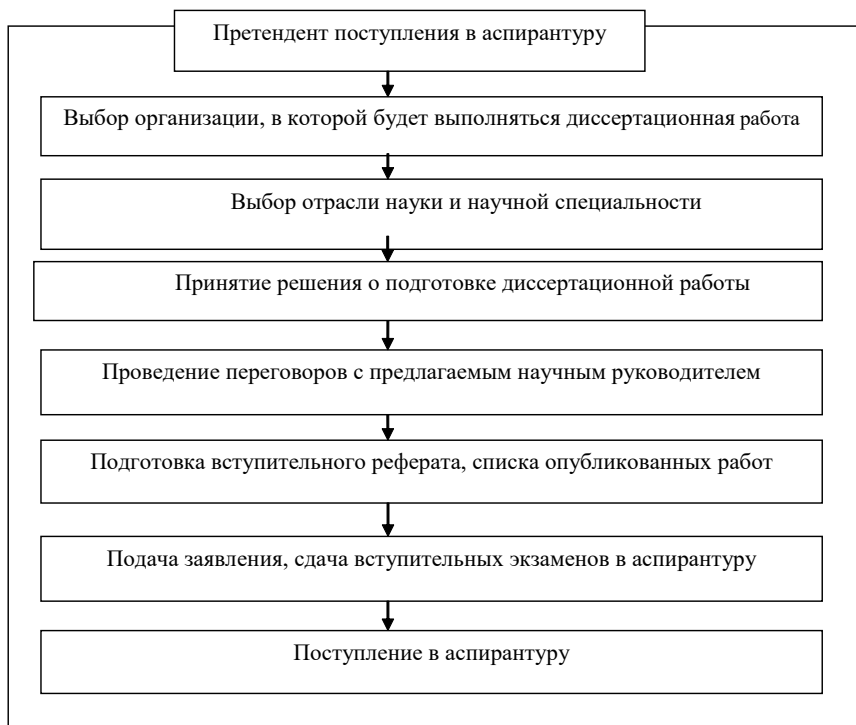 Претендент поступления в аспирантуру
Выбор организации, в которой будет выполняться диссертационная работа
Выбор отрасли науки и научной специальности
Принятие решения о подготовке диссертационной работы
Проведение переговоров с предлагаемым научным руководителем
Подготовка вступительного реферата, списка опубликованных работ
Подача заявления, сдача вступительных экзаменов в аспирантуру
Поступление в аспирантуру